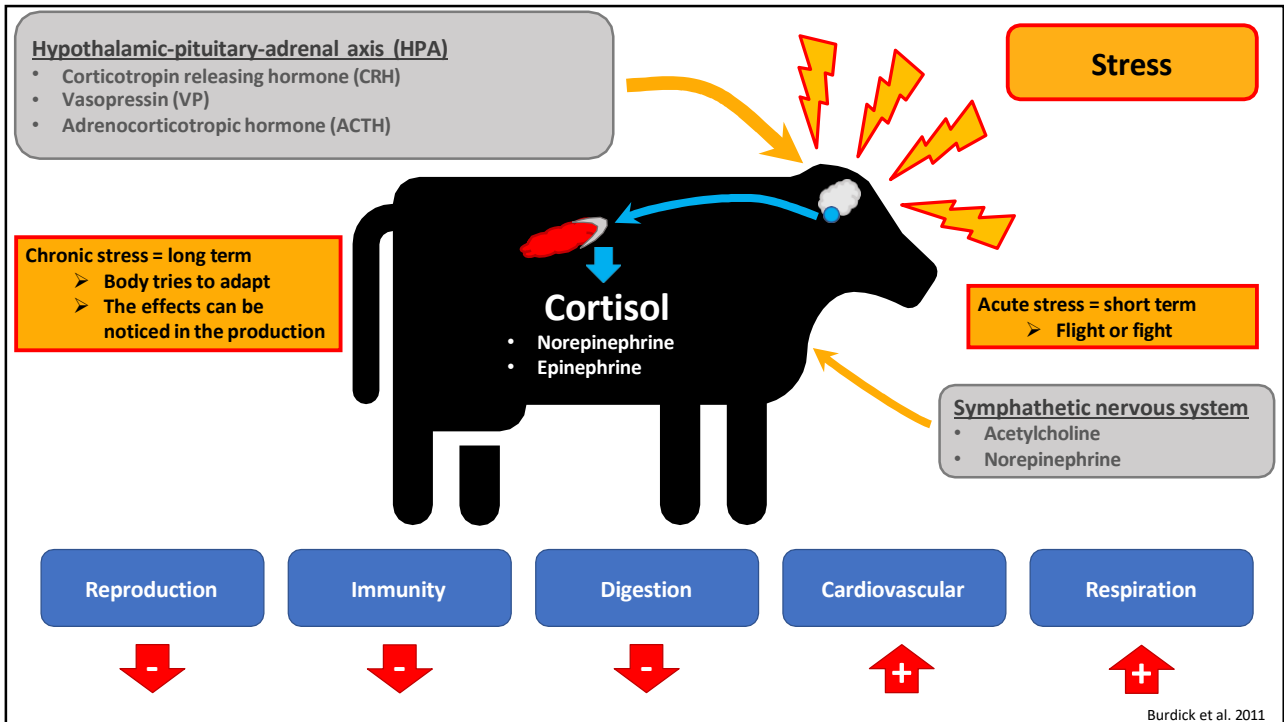 Hypothalamic-pituitary-adrenal axis (HPA)
• Corticotropin releasing hormone (CRH)
• Vasopressin (VP)
• Adrenocorticotropic hormone (ACTH)
Stress
Chronic stress = long term
➢ Body tries to adapt
➢ The effects can be
noticed in the production
Cortisol
• Norepinephrine
• Epinephrine
Acute stress = short term
➢ Flight or fight
Symphathetic nervous system
• Acetylcholine
• Norepinephrine
Reproduction
Immunity
Digestion
Cardiovascular
Respiration
-
-
-
+
+
Burdick et al. 2011